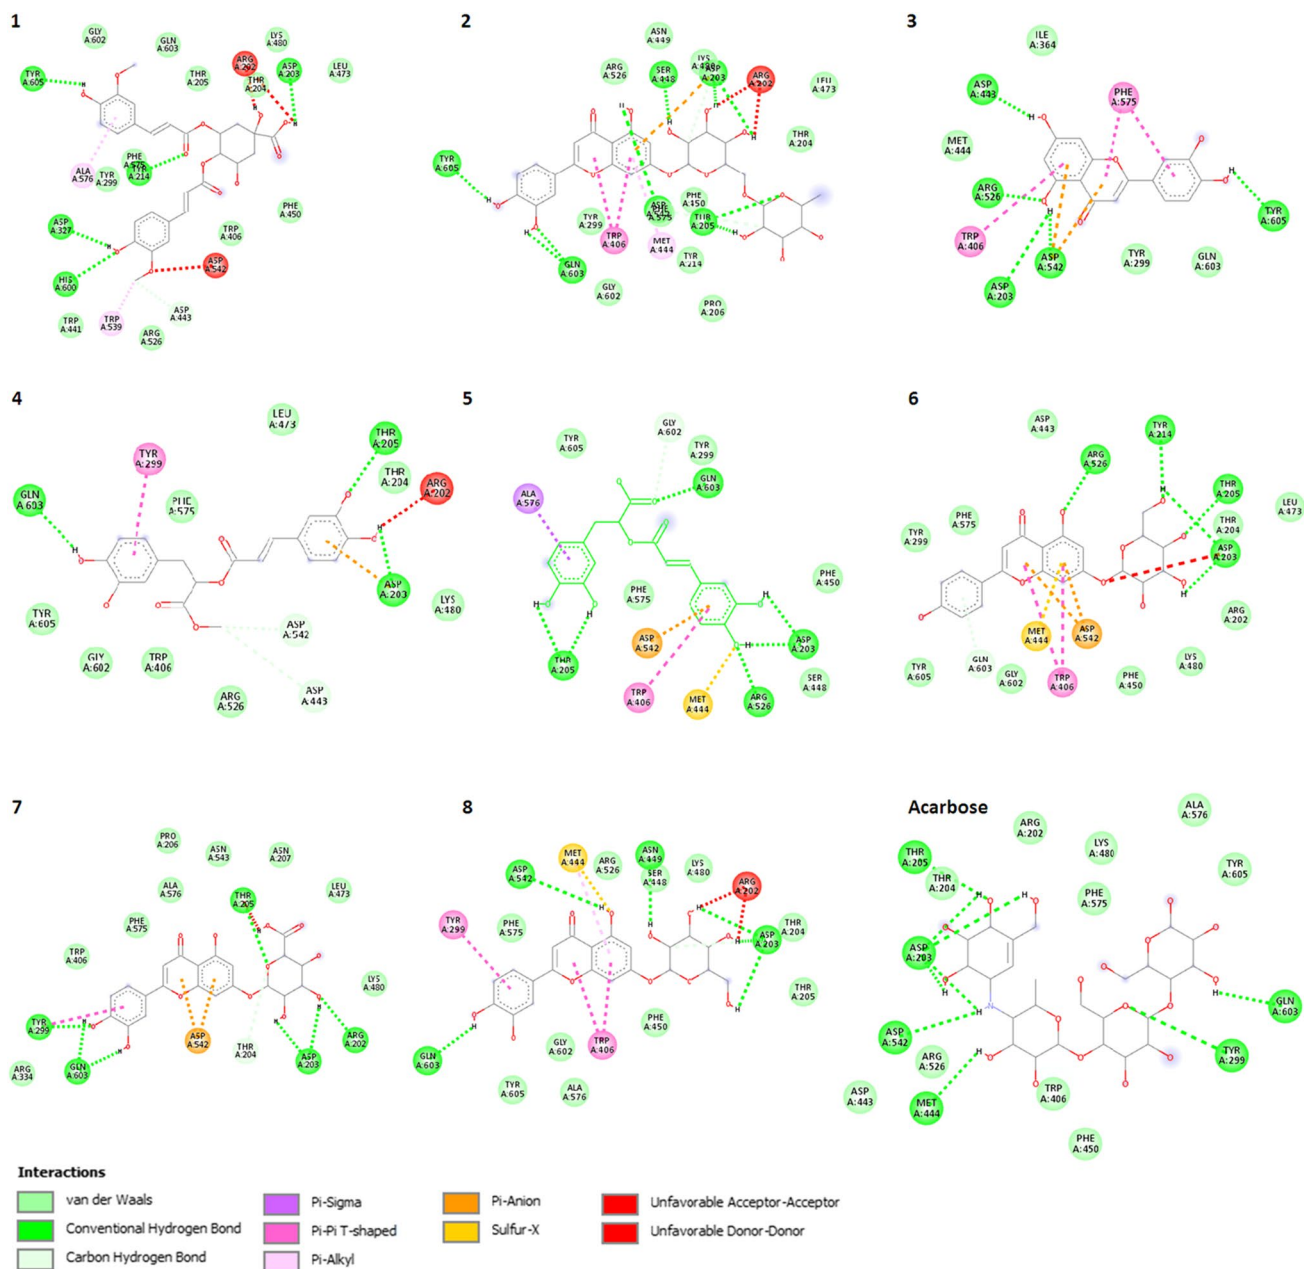 1
GLY
A:602
GLN
A:603
LYS
A:480
TYR
A:605
THR
A:205
ARG
A:202
THR
A:204
ASP
A:203
LEU
A:473
ALA
A:576
TYR
A:299
PHE
A:575
TYR
A:214
PHE
A:450
ASP
A:327
TRP
A:406
HIS
A:600
ASP
A:542
TRP
A:441
TRP
A:539
ASP
A:443
ARG
A:526
2
ASN
A:449
ARG
A:526
SER
A:448
LYS
A:480
ASP
A:203
ARG
A:202
LEU
A:473
THR
A:204
TYR
A:605
TYR
A:299
TRP
A:406
PHE
A:575
PHE
A:450
MET
A:444
THR
A:205
TYR
A:214
GLN
A:603
GLY
A:602
PRO
A:206
3
ILE
A:364
ASP
A:443
PHE
A:575
MET
A:444
ARG
A:526
TRP
A:406
ASP
A:203
ASP
A:542
TYR
A:299
GLN
A:603
TYR
A:605
4
LEU
A:473
THR
A:205
TYR
A:299
THR
A:204
ARG
A:202
GLN
A:603
PHE
A:575
ASP
A:203
LYS
A:480
TYR
A:605
GLY
A:602
TRP
A:406
ASP
A:542
ARG
A:526
ASP
A:443
5
TYR
A:605
GLY
A:602
TYR
A:299
ALA
A:576
GLN
A:603
PHE
A:575
PHE
A:450
ASP
A:542
ASP
A:203
THR
A:205
TRP
A:406
MET
A:444
ARG
A:526
SER
A:448
6
ASP
A:443
TYR
A:214
ARG
A:526
THR
A:205
LEU
A:473
PHE
A:575
TYR
A:299
THR
A:204
ASP
A:203
ARG
A:202
MET
A:444
ASP
A:542
TYR
A:605
GLN
A:603
GLY
A:602
TRP
A:406
PHE
A:450
LYS
A:480
7
PRO
A:206
ASN
A:543
ASN
A:207
ALA
A:576
THR
A:205
LEU
A:473
PHE
A:575
TRP
A:406
LYS
A:480
TYR
A:299
ASP
A:542
THR
A:204
ASP
A:203
ARG
A:202
ARG
A:334
GLN
A:603
8
MET
A:444
ARG
A:526
ASN
A:449
SER
A:448
LYS
A:480
ARG
A:202
ASP
A:542
TYR
A:299
PHE
A:575
ASP
A:203
THR
A:204
THR
A:205
PHE
A:450
GLN
A:603
GLY
A:602
TRP
A:406
TYR
A:605
ALA
A:576
Acarbose
ALA
A:576
ARG
A:202
LYS
A:480
THR
A:205
THR
A:204
PHE
A:575
TYR
A:605
ASP
A:203
GLN
A:603
ASP
A:542
ARG
A:526
TYR
A:299
ASP
A:443
MET
A:444
TRP
A:406
PHE
A:450
Interactions
van der Waals
Conventional Hydrogen Bond
Carbon Hydrogen Bond
Pi-Sigma
Pi-Pi T-shaped
Pi-Alkyl
Pi-Anion
Sulfur-X
Unfavorable Acceptor-Acceptor
Unfavorable Donor-Donor